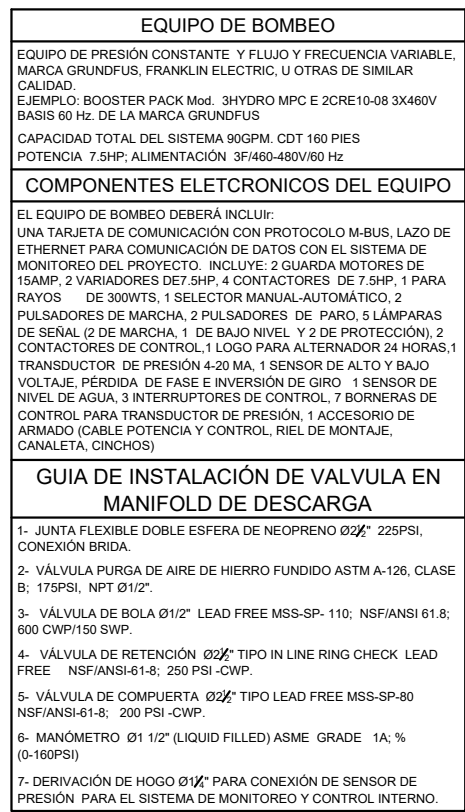 EQUIPO DE BOMBEO
EQUIPO DE PRESIÓN CONSTANTE Y FLUJO Y FRECUENCIA VARIABLE,
MARCA GRUNDFUS, FRANKLIN ELECTRIC, U OTRAS DE SIMILAR
CALIDAD.
EJEMPLO: BOOSTER PACK Mod. 3HYDRO MPC E 2CRE10-08 3X460V
BASIS 60 Hz. DE LA MARCA GRUNDFUS
CAPACIDAD TOTAL DEL SISTEMA 90GPM. CDT 160 PIES
POTENCIA 7.5HP; ALIMENTACIÓN 3F/460-480V/60 Hz
COMPONENTES ELETCRONICOS DEL EQUIPO
EL EQUIPO DE BOMBEO DEBERÁ INCLUIr:
UNA TARJETA DE COMUNICACIÓN CON PROTOCOLO M-BUS, LAZO DE
ETHERNET PARA COMUNICACIÓN DE DATOS CON EL SISTEMA DE
MONITOREO DEL PROYECTO. INCLUYE: 2 GUARDA MOTORES DE
15AMP, 2 VARIADORES DE7.5HP, 4 CONTACTORES DE 7.5HP, 1 PARA
RAYOS DE 300WTS, 1 SELECTOR MANUAL-AUTOMÁTICO, 2
PULSADORES DE MARCHA, 2 PULSADORES DE PARO, 5 LÁMPARAS
DE SEÑAL (2 DE MARCHA, 1 DE BAJO NIVEL Y 2 DE PROTECCIÓN), 2
CONTACTORES DE CONTROL,1 LOGO PARA ALTERNADOR 24 HORAS,1
TRANSDUCTOR DE PRESIÓN 4-20 MA, 1 SENSOR DE ALTO Y BAJO
VOLTAJE, PÉRDIDA DE FASE E INVERSIÓN DE GIRO 1 SENSOR DE
NIVEL DE AGUA, 3 INTERRUPTORES DE CONTROL, 7 BORNERAS DE
CONTROL PARA TRANSDUCTOR DE PRESIÓN, 1 ACCESORIO DE
ARMADO (CABLE POTENCIA Y CONTROL, RIEL DE MONTAJE,
CANALETA, CINCHOS)
GUIA DE INSTALACIÓN DE VALVULA EN
MANIFOLD DE DESCARGA
1- JUNTA FLEXIBLE DOBLE ESFERA DE NEOPRENO Ø2½" 225PSI,
CONEXIÓN BRIDA.
2- VÁLVULA PURGA DE AIRE DE HIERRO FUNDIDO ASTM A-126, CLASE
B; 175PSI, NPT Ø1/2".
3- VÁLVULA DE BOLA Ø1/2" LEAD FREE MSS-SP- 110; NSF/ANSI 61.8;
600 CWP/150 SWP.
4- VÁLVULA DE RETENCIÓN Ø2½" TIPO IN LINE RING CHECK LEAD
FREE NSF/ANSI-61-8; 250 PSI -CWP.
5- VÁLVULA DE COMPUERTA Ø2½" TIPO LEAD FREE MSS-SP-80
NSF/ANSI-61-8; 200 PSI -CWP.
6- MANÓMETRO Ø1 1/2" (LIQUID FILLED) ASME GRADE 1A; %
(0-160PSI)
7- DERIVACIÓN DE HOGO Ø1¼" PARA CONEXIÓN DE SENSOR DE
PRESIÓN PARA EL SISTEMA DE MONITOREO Y CONTROL INTERNO.